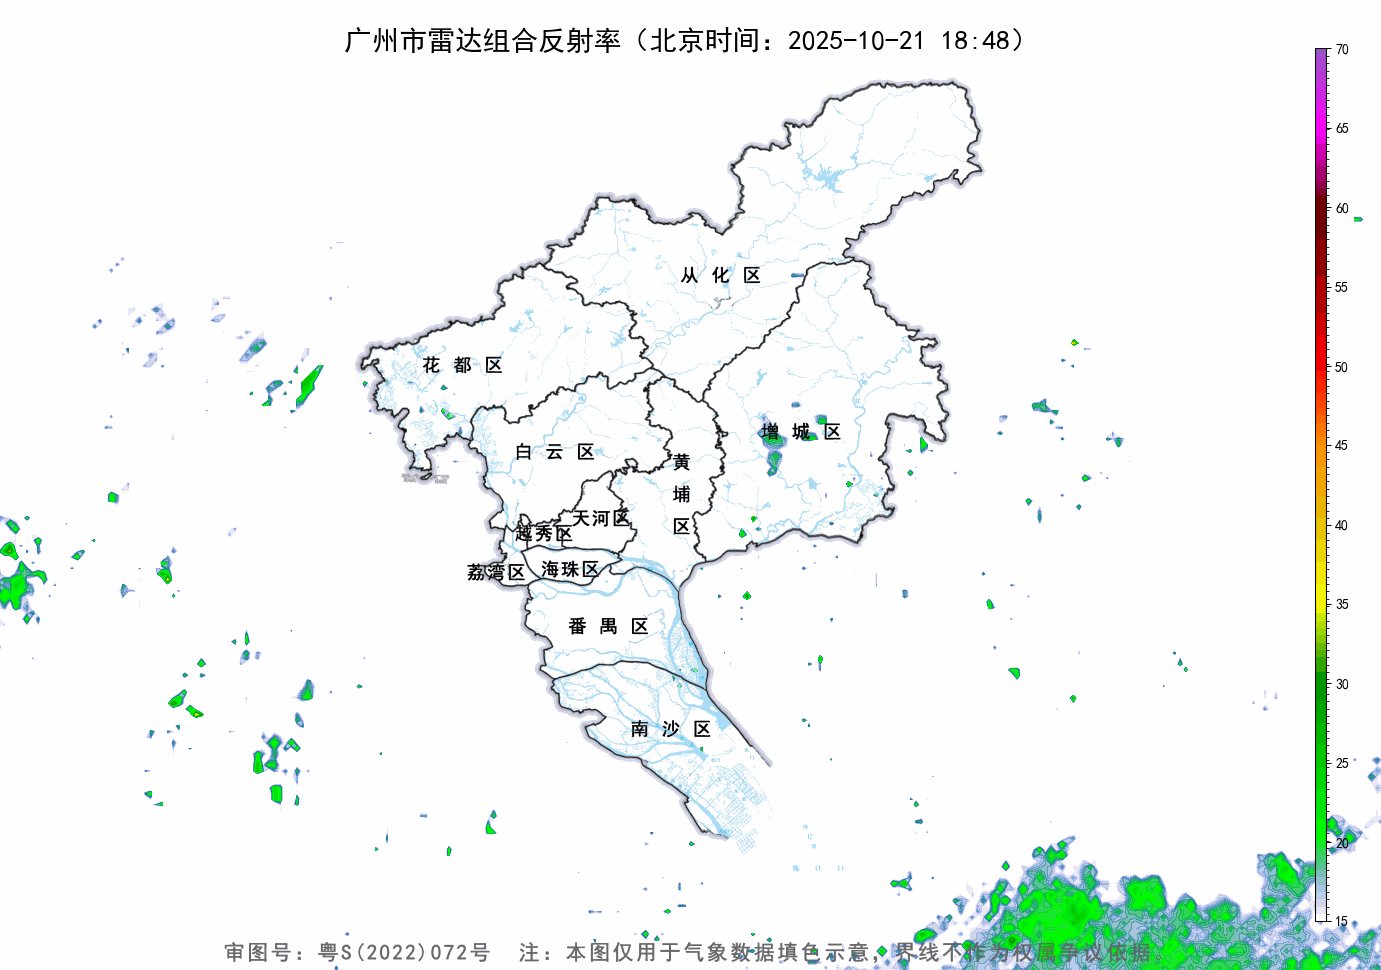 广州市雷达组合反射率（北京时间：2025-10-21 18:48）
70
65
60
55
50
45
40
35
30
25
20
15
从 化 区
花 都 区
增 城 区
白 云 区
黄
埔
区
天河区
越秀区
荔湾区
海珠区
番 禺 区
南 沙 区
审图号：粤S(2022)072号 注：本图仅用于气象数据填色示意，界线不作为权属争议依据。